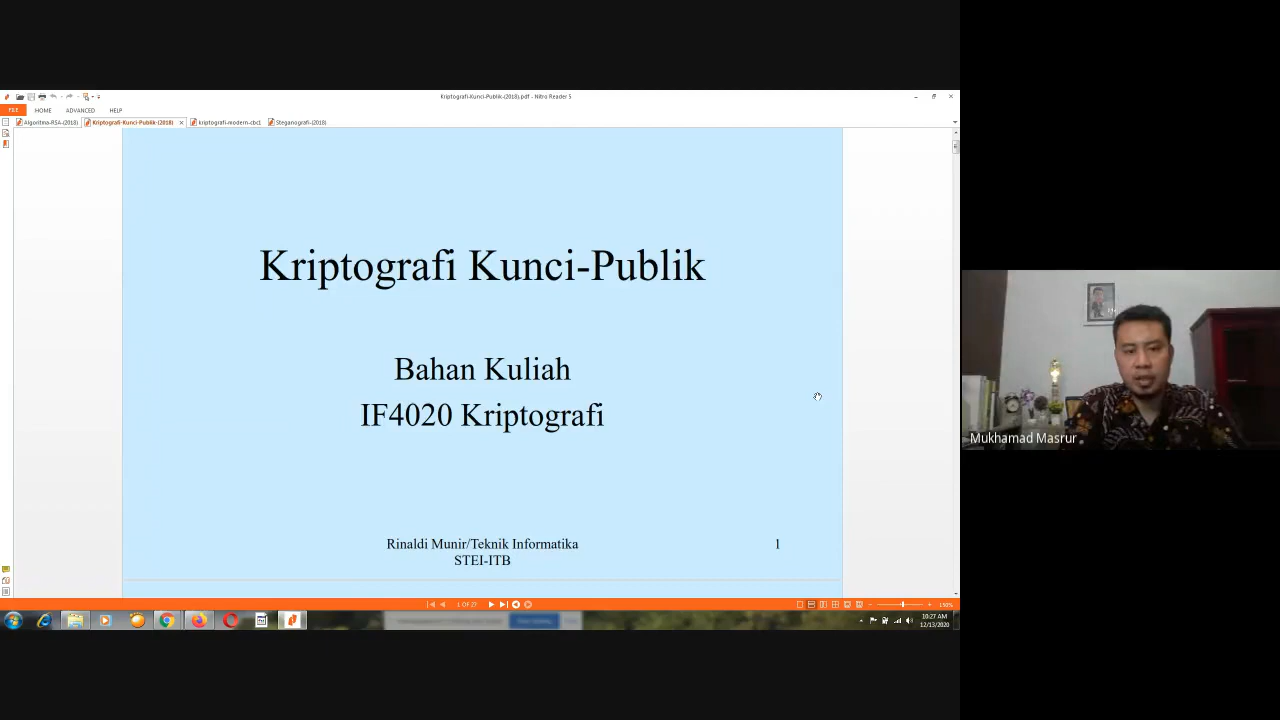 Kriptografi-Kunci-Publik-(2018).pdf - Nitro Reader 5
FILE HOME ADVANCED HELP
Algoritma-RSA-(2018) Kriptografi-Kunci-Publik-(2018) kriptografi-modern-cbc1 Steganografi-(2018)
Kriptografi Kunci-Publik
Bahan Kuliah
IF4020 Kriptografi
Rinaldi Munir/Teknik Informatika
STEI-ITB
1
Mukhamad Masrur
1 OF 27
150%
10:27 AM
12/13/2020